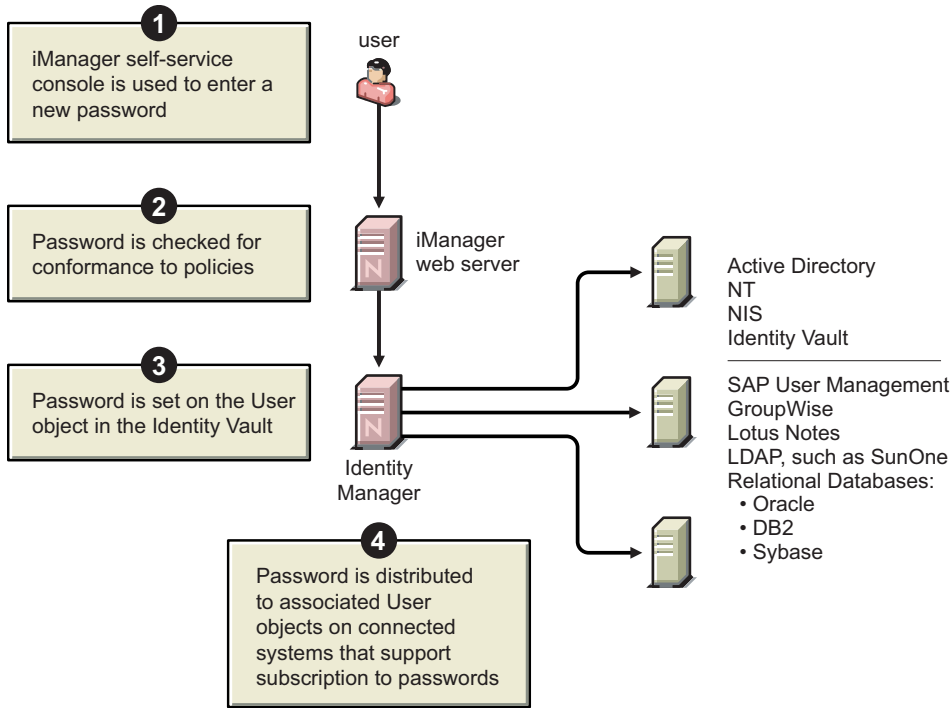 1
iManager self-service
console is used to enter a
new password
user
2
Password is checked for
conformance to policies
iManager
web server
3
Password is set on the User
object in the Identity Vault
N
N
Identity
Manager
4
Password is distributed
to associated User
objects on connected
systems that support
subscription to passwords
Active Directory
NT
NIS
Identity Vault
SAP User Management
GroupWise
Lotus Notes
LDAP, such as SunOne
Relational Databases:
• Oracle
• DB2
• Sybase